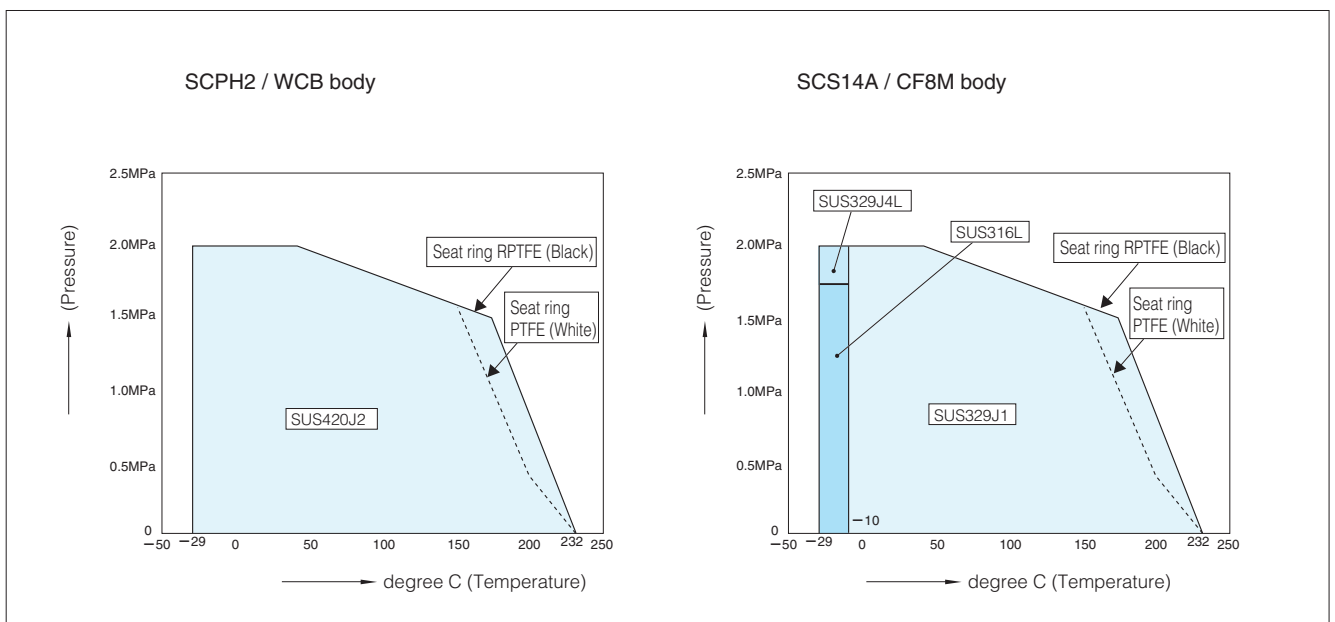 SCPH2 / WCB body
2.5MPa
2.0MPa
1.5MPa
1.0MPa
0.5MPa
0
(Pressure)
Seat ring RPTFE (Black)
Seat ring
PTFE (White)
SUS420J2
−50 −29 0 50 100 150 200 232 250
degree C (Temperature)
SCS14A / CF8M body
2.5MPa
2.0MPa
1.5MPa
1.0MPa
0.5MPa
0
(Pressure)
SUS329J4L
SUS316L
Seat ring RPTFE (Black)
Seat ring
PTFE (White)
SUS329J1
−10
−50 −29 0 50 100 150 200 232 250
degree C (Temperature)